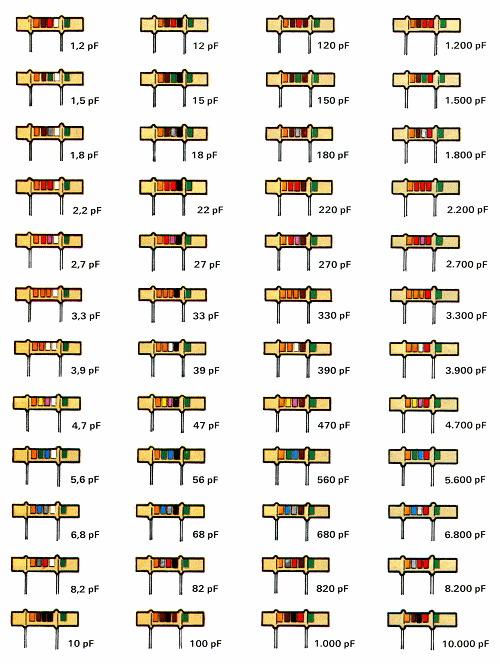 1,2 pF 12 pF 120 pF 1.200 pF
1,5 pF 15 pF 150 pF 1.500 pF
1,8 pF 18 pF 180 pF 1.800 pF
2,2 pF 22 pF 220 pF 2.200 pF
2,7 pF 27 pF 270 pF 2.700 pF
3,3 pF 33 pF 330 pF 3.300 pF
3,9 pF 39 pF 390 pF 3.900 pF
4,7 pF 47 pF 470 pF 4.700 pF
5,6 pF 56 pF 560 pF 5.600 pF
6,8 pF 68 pF 680 pF 6.800 pF
8,2 pF 82 pF 820 pF 8.200 pF
10 pF 100 pF 1.000 pF 10.000 pF